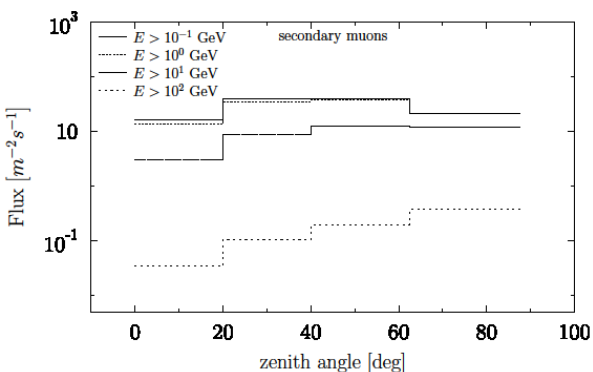 10³
E > 10⁻¹ GeV
secondary muons
E > 10⁰ GeV
E > 10¹ GeV
E > 10² GeV
10
10⁻¹
Flux [m⁻²s⁻¹]
0 20 40 60 80 100
zenith angle [deg]